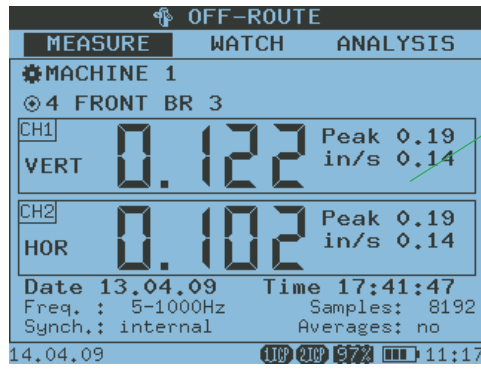 OFF-ROUTE
MEASURE WATCH ANALYSIS
MACHINE 1
4 FRONT BR 3
CH1 VERT 0.122 Peak 0.19
in/s 0.14
CH2 HOR 0.102 Peak 0.19
in/s 0.14
Date 13.04.09 Time 17:41:47
Freq. : 5-1000Hz Samples: 8192
Synch.: internal Averages: no
14.04.09 1ICP 2ICP 97% 11:17